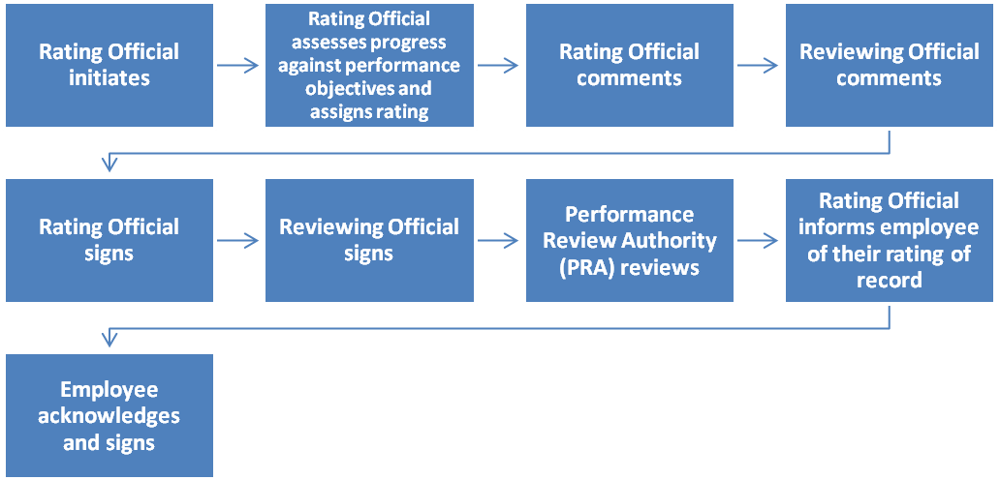 Rating Official
initiates
Rating Official
assesses progress
against performance
objectives and
assigns rating
Rating Official
comments
Reviewing Official
comments
Rating Official
signs
Reviewing Official
signs
Performance
Review Authority
(PRA) reviews
Rating Official
informs employee
of their rating of
record
Employee
acknowledges
and signs